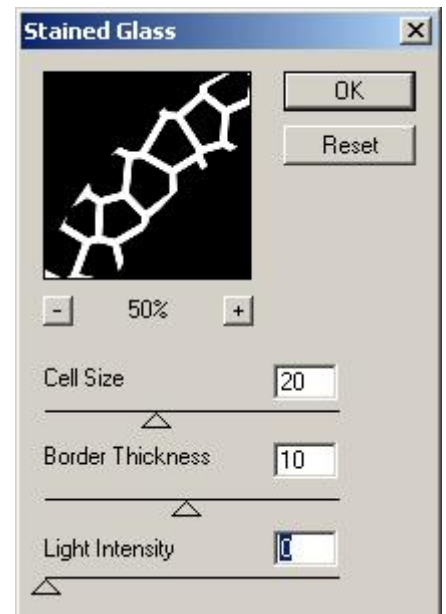 Stained Glass
OK
Reset
- 50% +
Cell Size 20
Border Thickness 10
Light Intensity 0